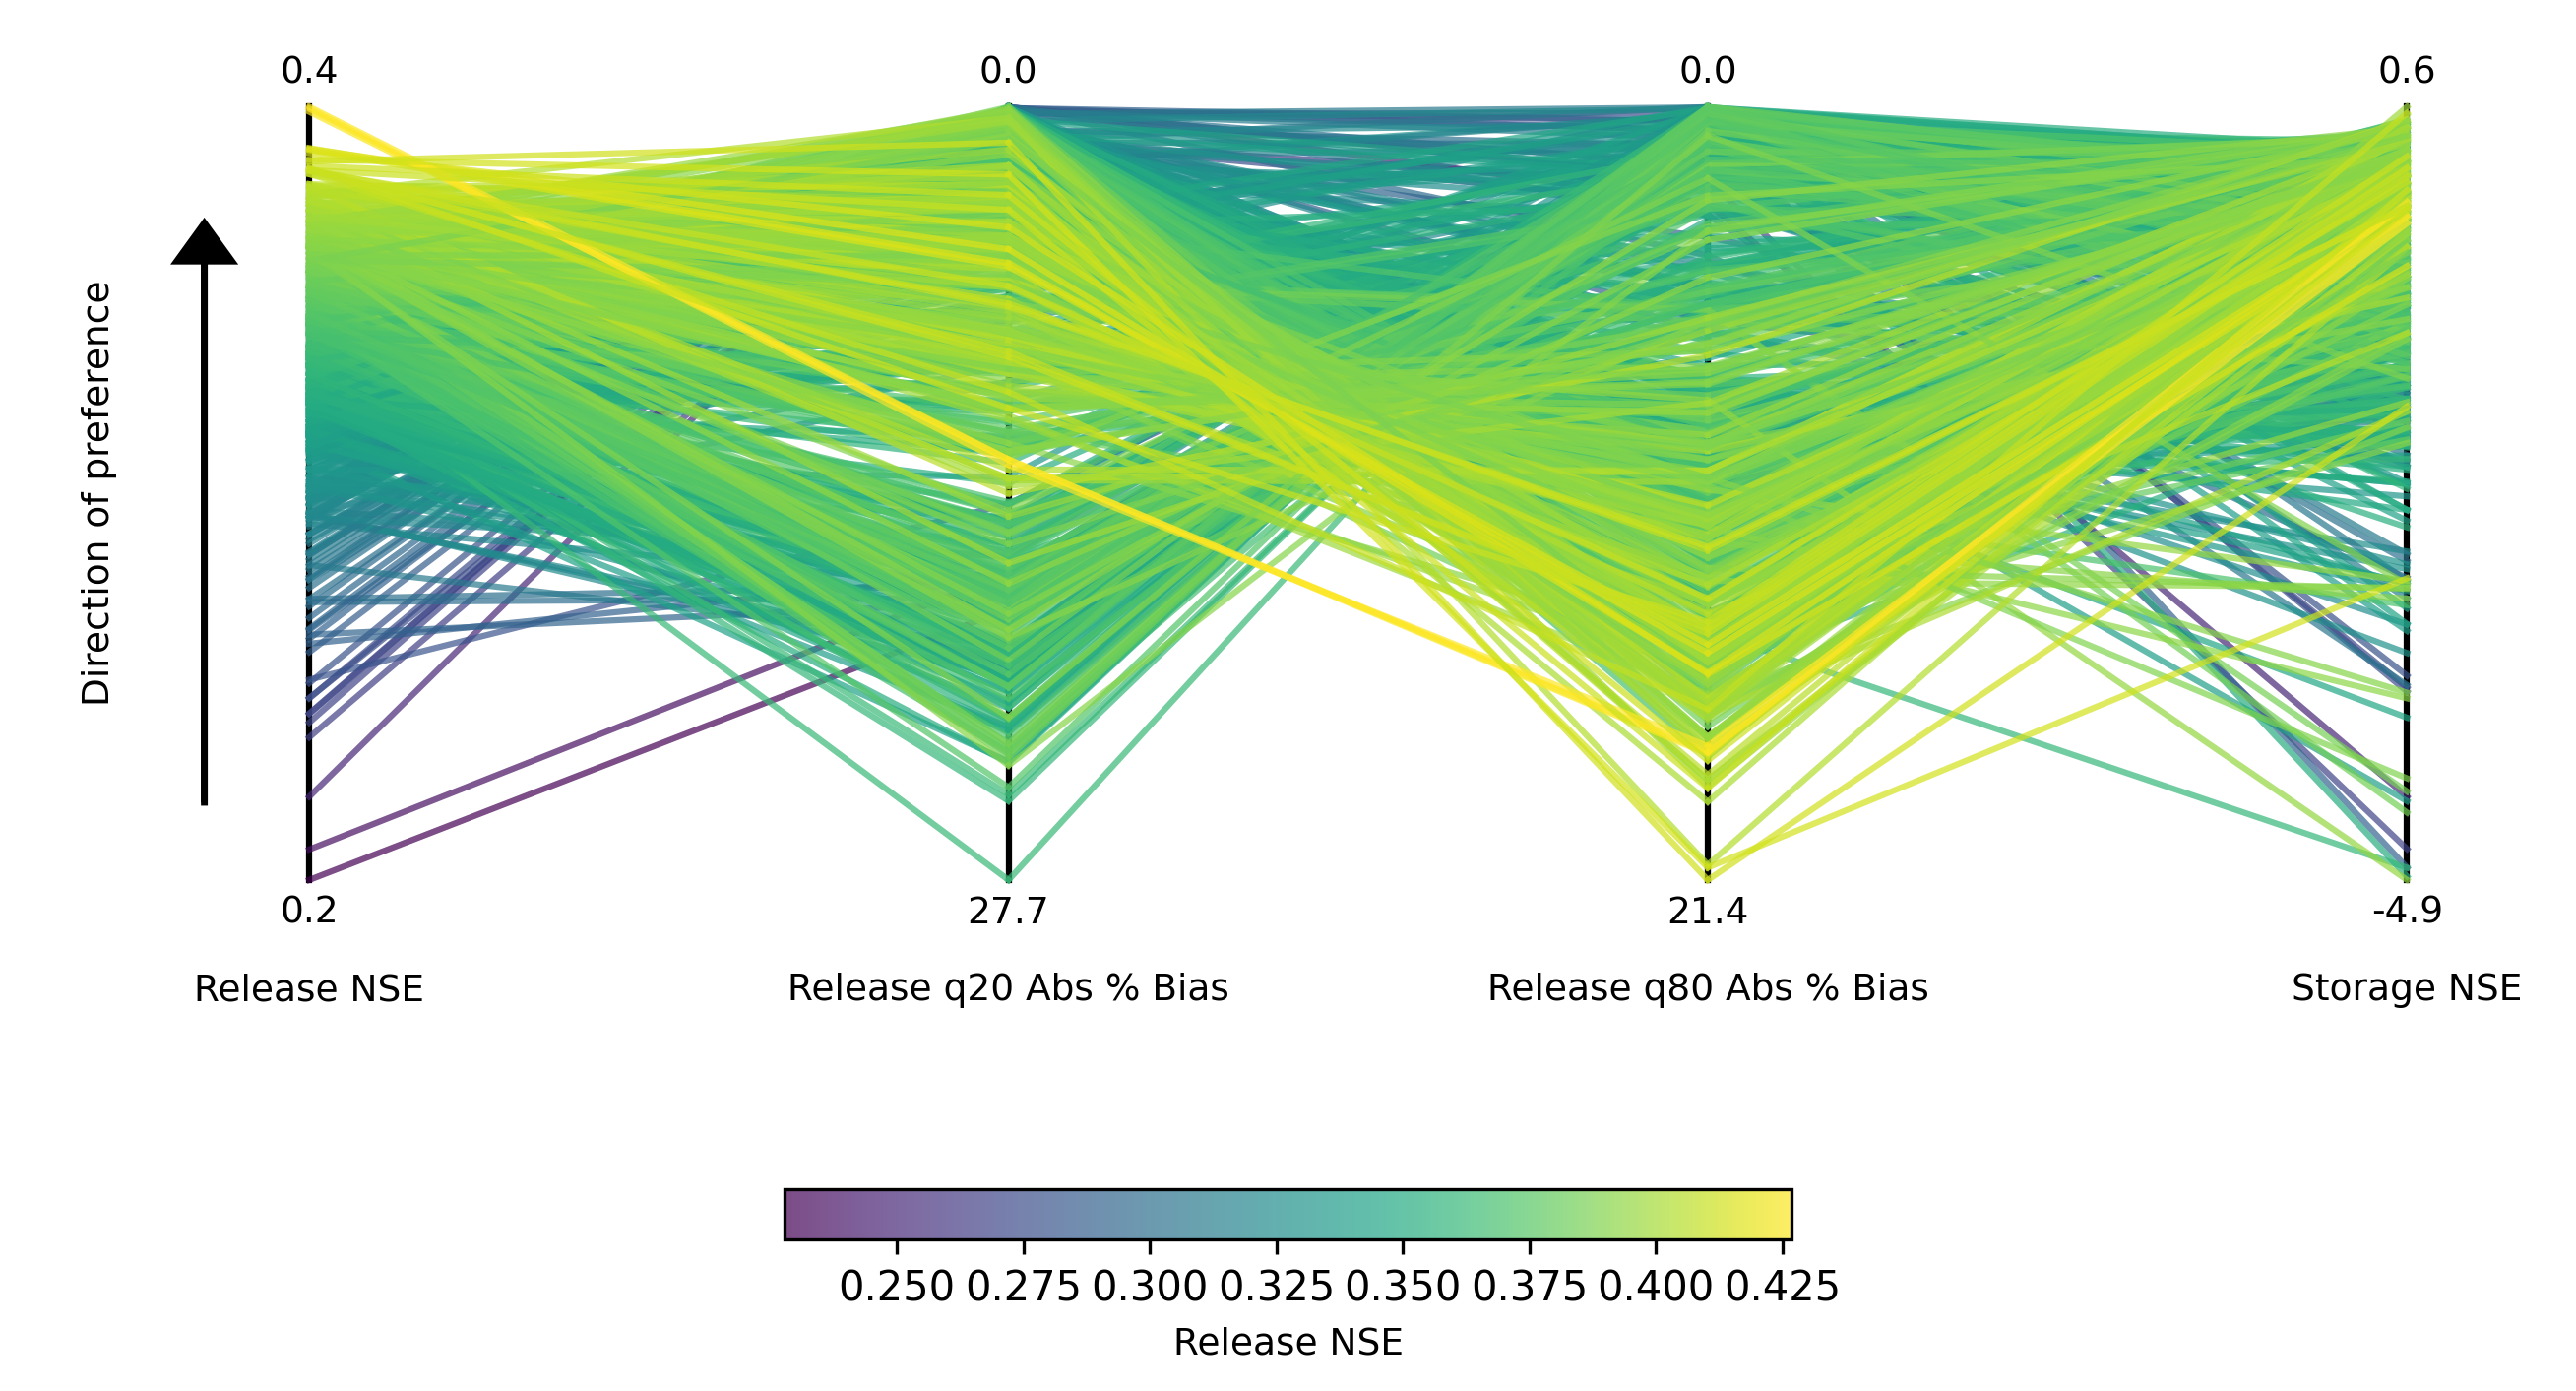 0.4 0.0 0.0 0.6
Direction of preference
0.2 27.7 21.4 -4.9
Release NSE Release q20 Abs % Bias Release q80 Abs % Bias Storage NSE
0.250 0.275 0.300 0.325 0.350 0.375 0.400 0.425
Release NSE